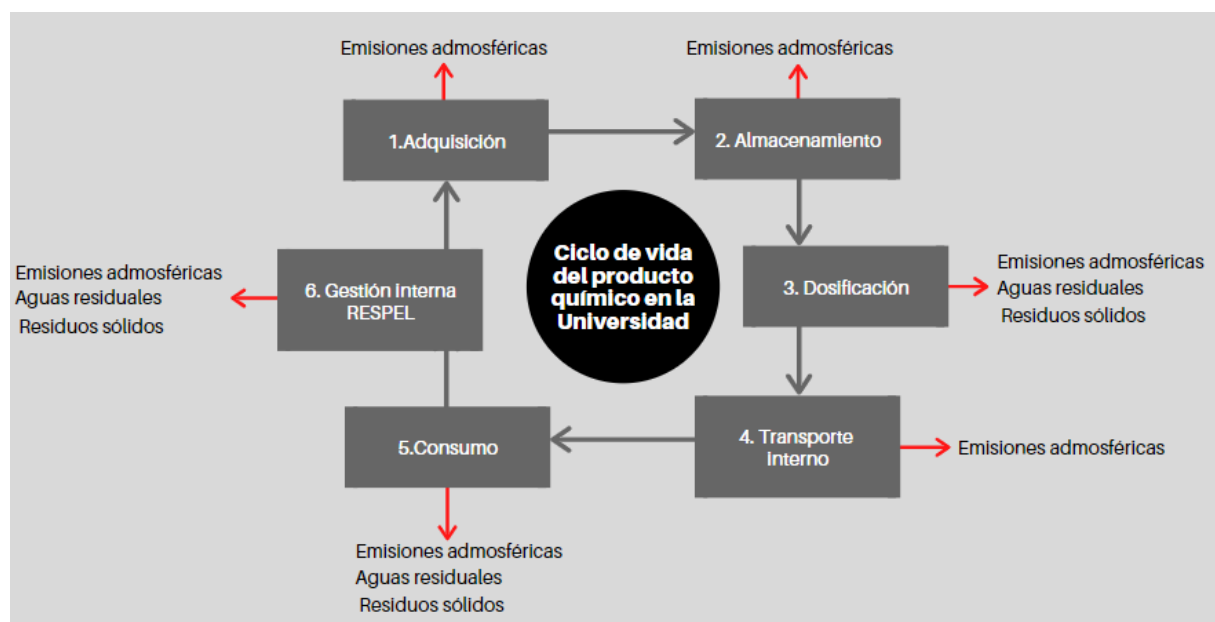 Emisiones admosféricas
Emisiones admosféricas
1.Adquisición
2. Almacenamiento
Ciclo de vida
del producto
químico en la
Universidad
Emisiones admosféricas
Aguas residuales
Residuos sólidos
6. Gestión Interna
RESPEL
3. Dosificación
Emisiones admosféricas
Aguas residuales
Residuos sólidos
5.Consumo
4. Transporte
Interno
Emisiones admosféricas
Emisiones admosféricas
Aguas residuales
Residuos sólidos